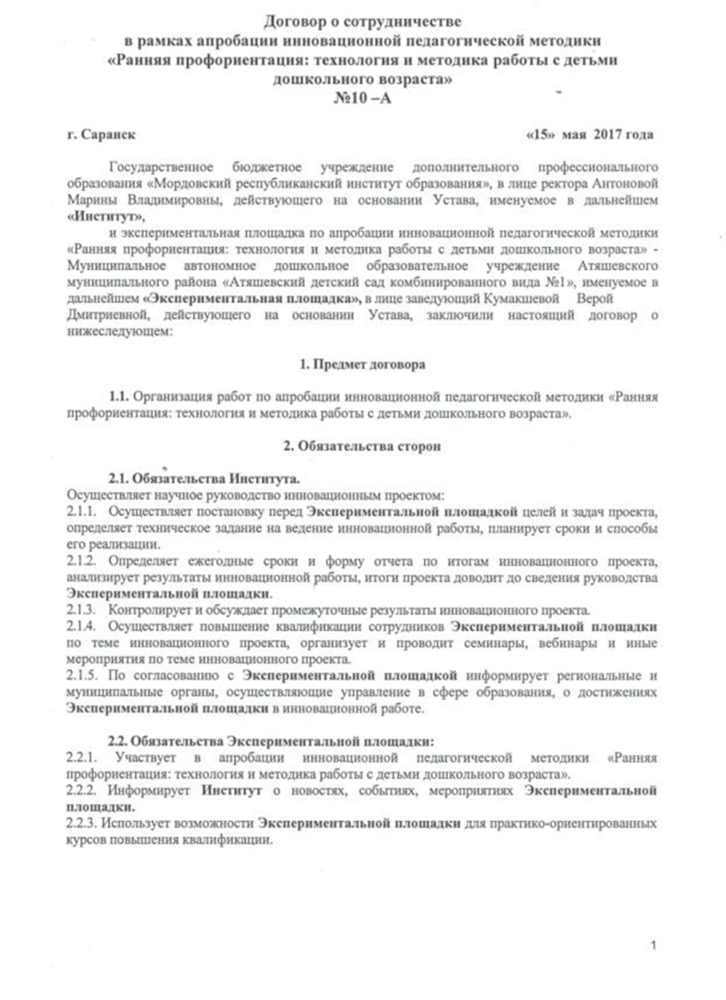 Договор о сотрудничестве
в рамках апробации инновационной педагогической методики
«Ранняя профориентация: технология и методика работы с детьми
дошкольного возраста»
№10 –А
г. Саранск «15» мая 2017 года
Государственное бюджетное учреждение дополнительного профессионального
образования «Мордовский республиканский институт образования», в лице ректора Антоновой
Марины Владимировны, действующего на основании Устава, именуемое в дальнейшем
«Институт»,
и экспериментальная площадка по апробации инновационной педагогической методики
«Ранняя профориентация: технология и методика работы с детьми дошкольного возраста» -
Муниципальное автономное дошкольное образовательное учреждение Атяшевского
муниципального района «Атяшевский детский сад комбинированного вида №1», именуемое в
дальнейшем «Экспериментальная площадка», в лице заведующий Кумакшевой Верой
Дмитриевной, действующего на основании Устава, заключили настоящий договор о
нижеследующем:
1. Предмет договора
1.1. Организация работ по апробации инновационной педагогической методики «Ранняя
профориентация: технология и методика работы с детьми дошкольного возраста».
2. Обязательства сторон
2.1. Обязательства Института.
Осуществляет научное руководство инновационным проектом:
2.1.1. Осуществляет постановку перед Экспериментальной площадкой целей и задач проекта,
определяет техническое задание на ведение инновационной работы, планирует сроки и способы
его реализации.
2.1.2. Определяет ежегодные сроки и форму отчета по итогам инновационного проекта,
анализирует результаты инновационной работы, итоги проекта доводит до сведения руководства
Экспериментальной площадки.
2.1.3. Контролирует и обсуждает промежуточные результаты инновационного проекта.
2.1.4. Осуществляет повышение квалификации сотрудников Экспериментальной площадки
по теме инновационного проекта, организует и проводит семинары, вебинары и иные
мероприятия по теме инновационного проекта.
2.1.5. По согласованию с Экспериментальной площадкой информирует региональные и
муниципальные органы, осуществляющие управление в сфере образования, о достижениях
Экспериментальной площадки в инновационной работе.
2.2. Обязательства Экспериментальной площадки:
2.2.1. Участвует в апробации инновационной педагогической методики «Ранняя
профориентация: технология и методика работы с детьми дошкольного возраста».
2.2.2. Информирует Институт о новостях, событиях, мероприятиях Экспериментальной
площадки.
2.2.3. Использует возможности Экспериментальной площадки для практико-ориентированных
курсов повышения квалификации.
1